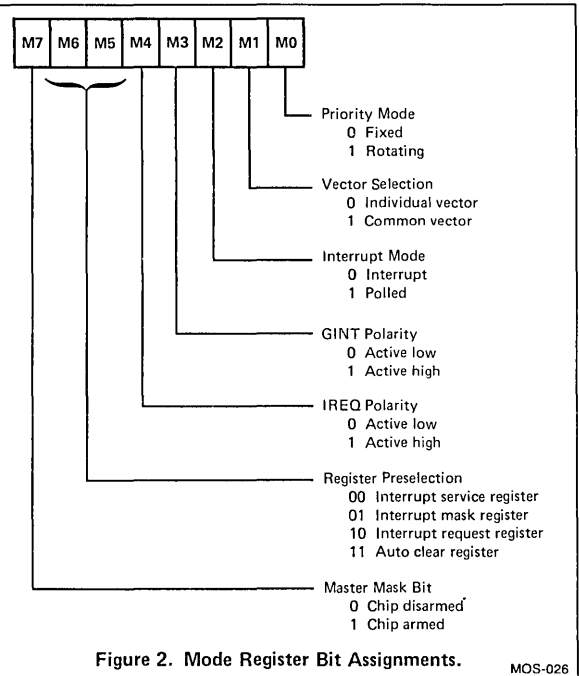 M7 M6 M5 M4 M3 M2 M1 M0
Priority Mode
0 Fixed
1 Rotating
Vector Selection
0 Individual vector
1 Common vector
Interrupt Mode
0 Interrupt
1 Polled
GINT Polarity
0 Active low
1 Active high
IREQ Polarity
0 Active low
1 Active high
Register Preselection
00 Interrupt service register
01 Interrupt mask register
10 Interrupt request register
11 Auto clear register
Master Mask Bit
0 Chip disarmed
1 Chip armed
Figure 2. Mode Register Bit Assignments.
MOS-026